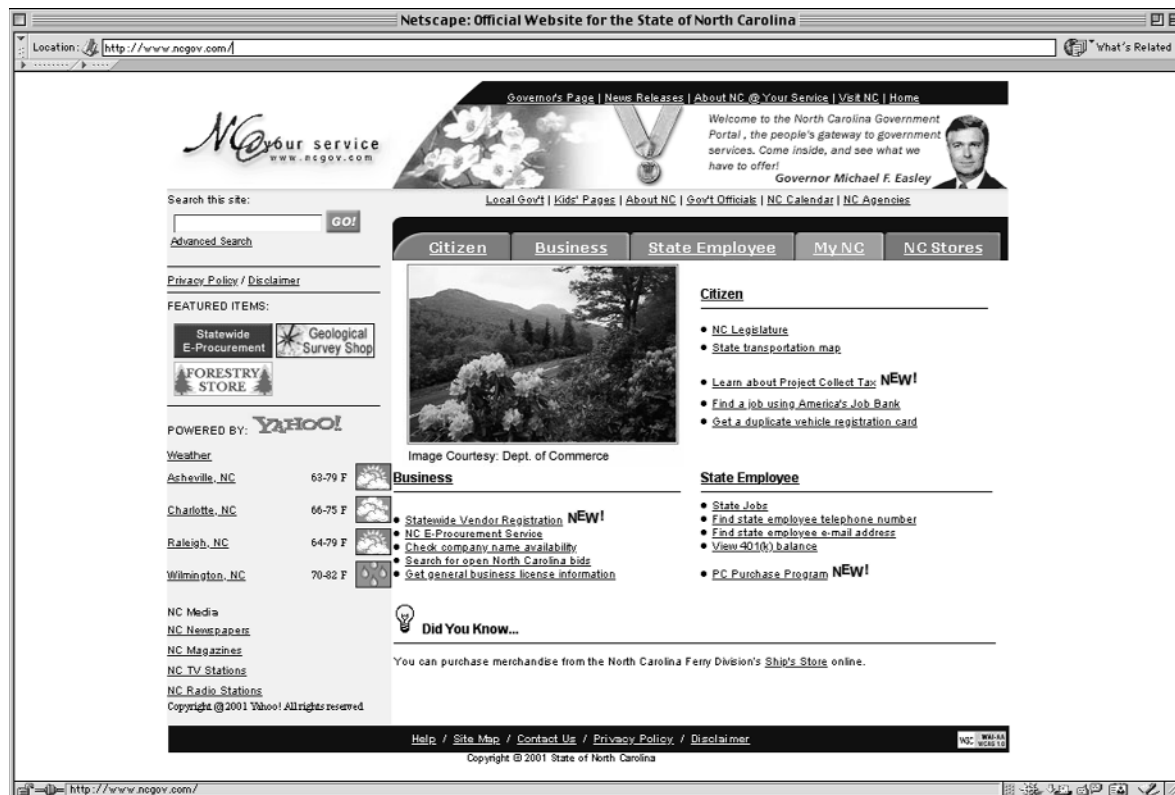 Netscape: Official Website for the State of North Carolina
Location: http://www.ncgov.com/ What's Related
Governor's Page | News Releases | About NC @ Your Service | Visit NC | Home
NC@your service
www.ncgov.com
Welcome to the North Carolina Government
Portal , the people's gateway to government
services. Come inside, and see what we
have to offer!
Governor Michael F. Easley
Local Gov't | Kids' Pages | About NC | Gov't Officials | NC Calendar | NC Agencies
Search this site:
GO!
Advanced Search
Citizen Business State Employee My NC NC Stores
Privacy Policy / Disclaimer
FEATURED ITEMS:
Statewide
E-Procurement
Geological
Survey Shop
FORESTRY
STORE
POWERED BY: YAHOO!
Weather
Asheville, NC 63-79 F
Charlotte, NC 66-75 F
Raleigh, NC 64-79 F
Wilmington, NC 70-82 F
NC Media
NC Newspapers
NC Magazines
NC TV Stations
NC Radio Stations
Copyright @ 2001 Yahoo! All rights reserved
Image Courtesy: Dept. of Commerce
Citizen
NC Legislature
State transportation map
Learn about Project Collect Tax NEW!
Find a job using America's Job Bank
Get a duplicate vehicle registration card
Business
Statewide Vendor Registration NEW!
NC E-Procurement Service
Check company name availability
Search for open North Carolina bids
Get general business license information
State Employee
State Jobs
Find state employee telephone number
Find state employee e-mail address
View 401(k) balance
PC Purchase Program NEW!
Did You Know...
You can purchase merchandise from the North Carolina Ferry Division's Ship's Store online.
Help / Site Map / Contact Us / Privacy Policy / Disclaimer
W3C WAI-AA
WCAG 1.0
Copyright © 2001 State of North Carolina
http://www.ncgov.com/